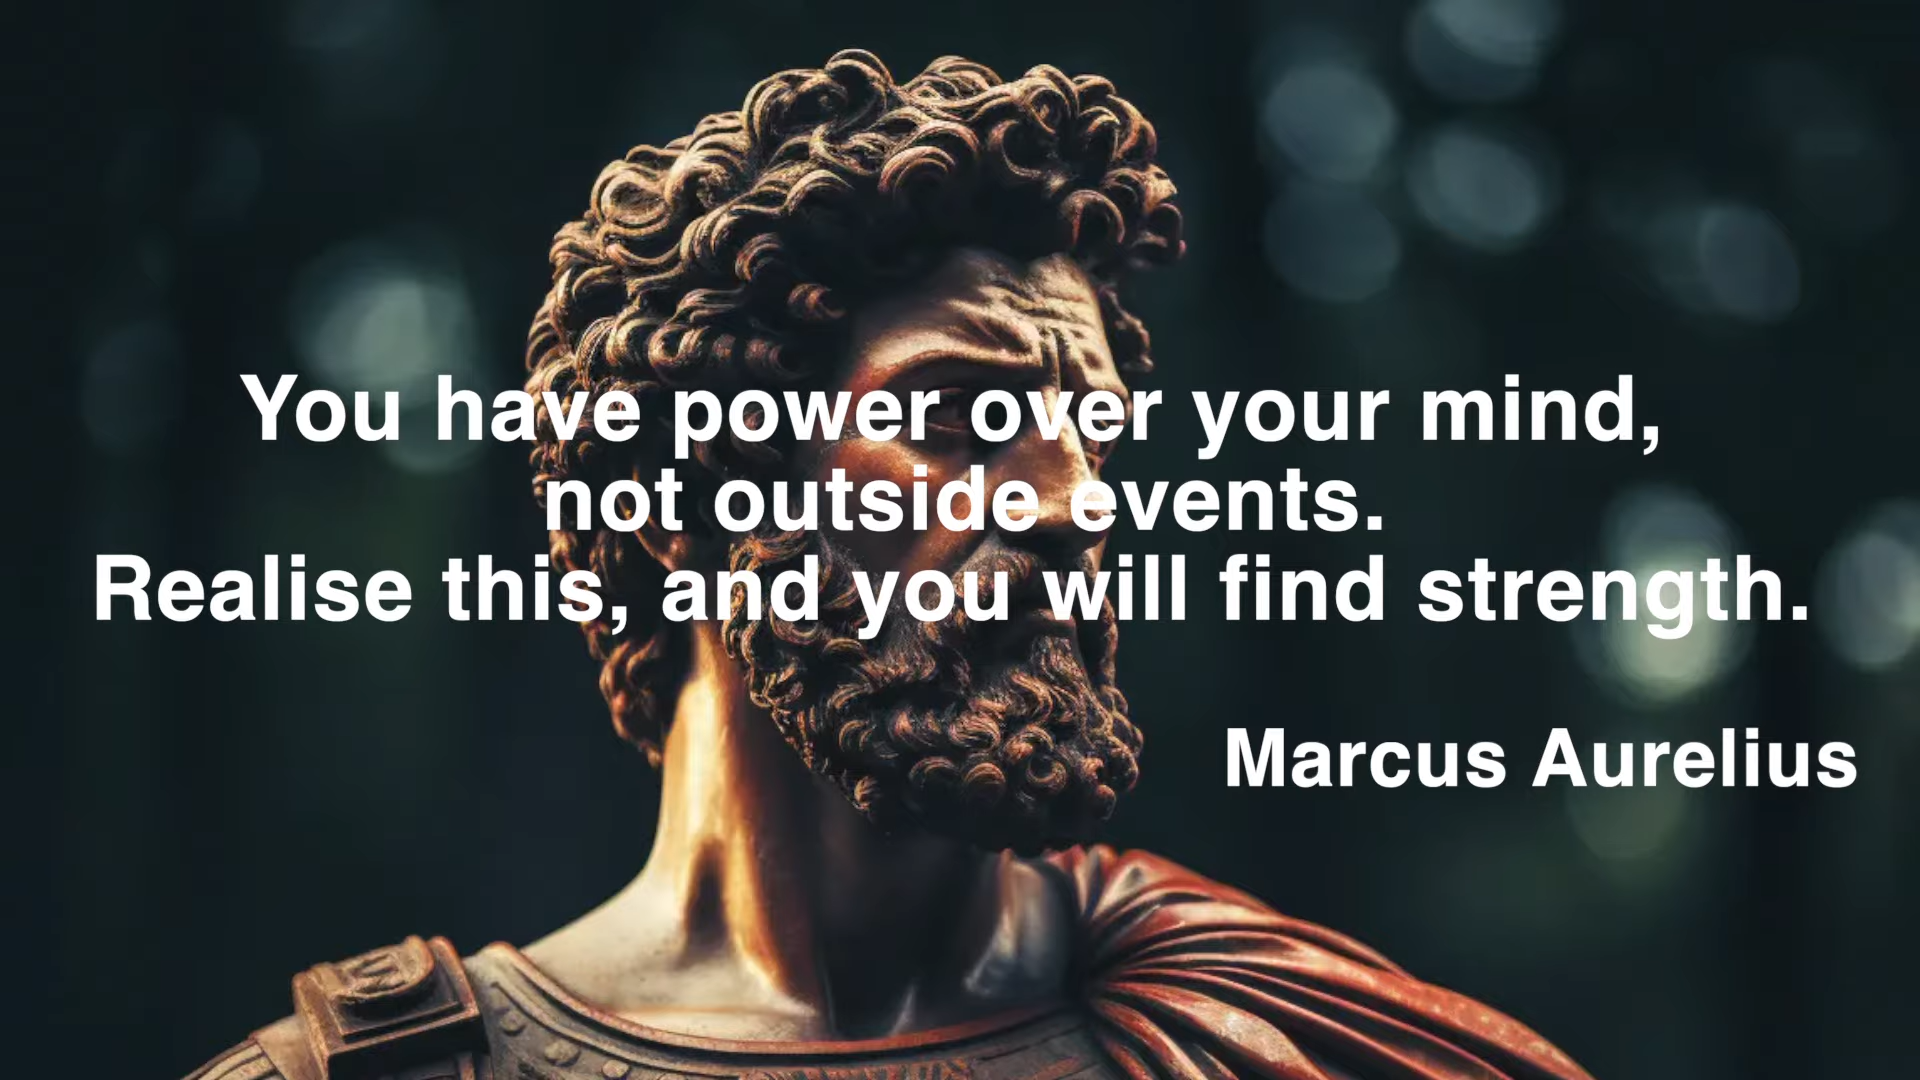 You have power over your mind,
not outside events.
Realise this, and you will find strength.
Marcus Aurelius